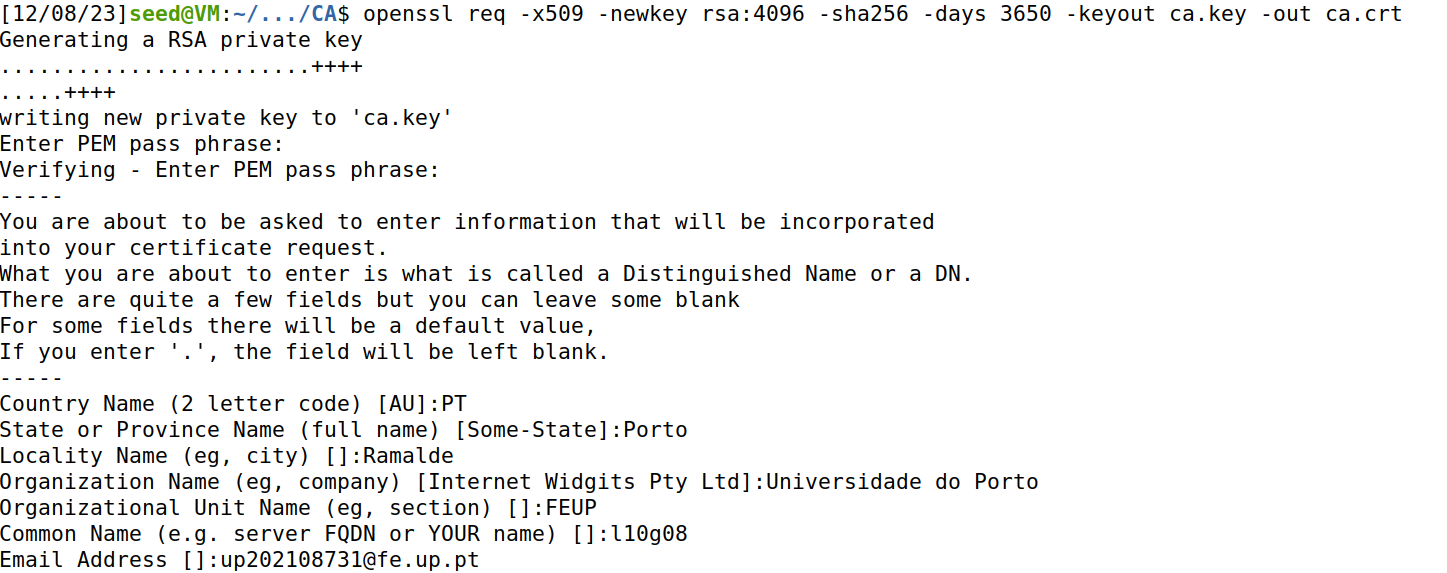 [12/08/23]seed@VM:~/.../CA$ openssl req -x509 -newkey rsa:4096 -sha256 -days 3650 -keyout ca.key -out ca.crt
Generating a RSA private key
........................++++
.....++++
writing new private key to 'ca.key'
Enter PEM pass phrase:
Verifying - Enter PEM pass phrase:
-----
You are about to be asked to enter information that will be incorporated
into your certificate request.
What you are about to enter is what is called a Distinguished Name or a DN.
There are quite a few fields but you can leave some blank
For some fields there will be a default value,
If you enter '.', the field will be left blank.
-----
Country Name (2 letter code) [AU]:PT
State or Province Name (full name) [Some-State]:Porto
Locality Name (eg, city) []:Ramalde
Organization Name (eg, company) [Internet Widgits Pty Ltd]:Universidade do Porto
Organizational Unit Name (eg, section) []:FEUP
Common Name (e.g. server FQDN or YOUR name) []:l10g08
Email Address []:up202108731@fe.up.pt